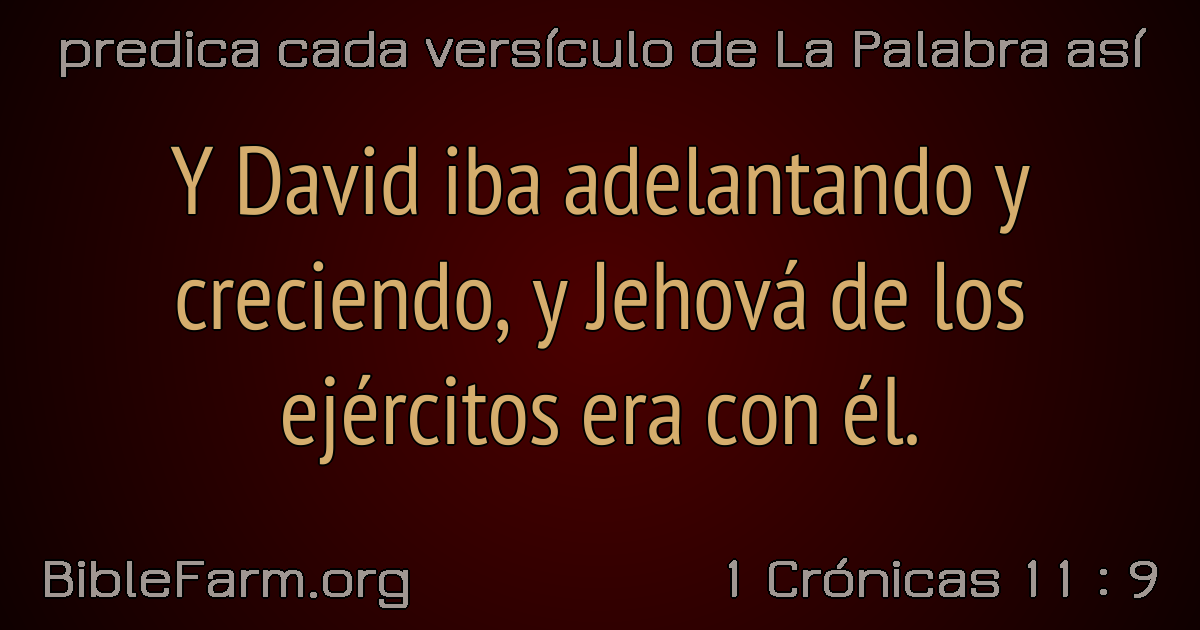 predica cada versículo de La Palabra así
Y David iba adelantando y
creciendo, y Jehová de los
ejércitos era con él.
BibleFarm.org
1 Crónicas 11 : 9